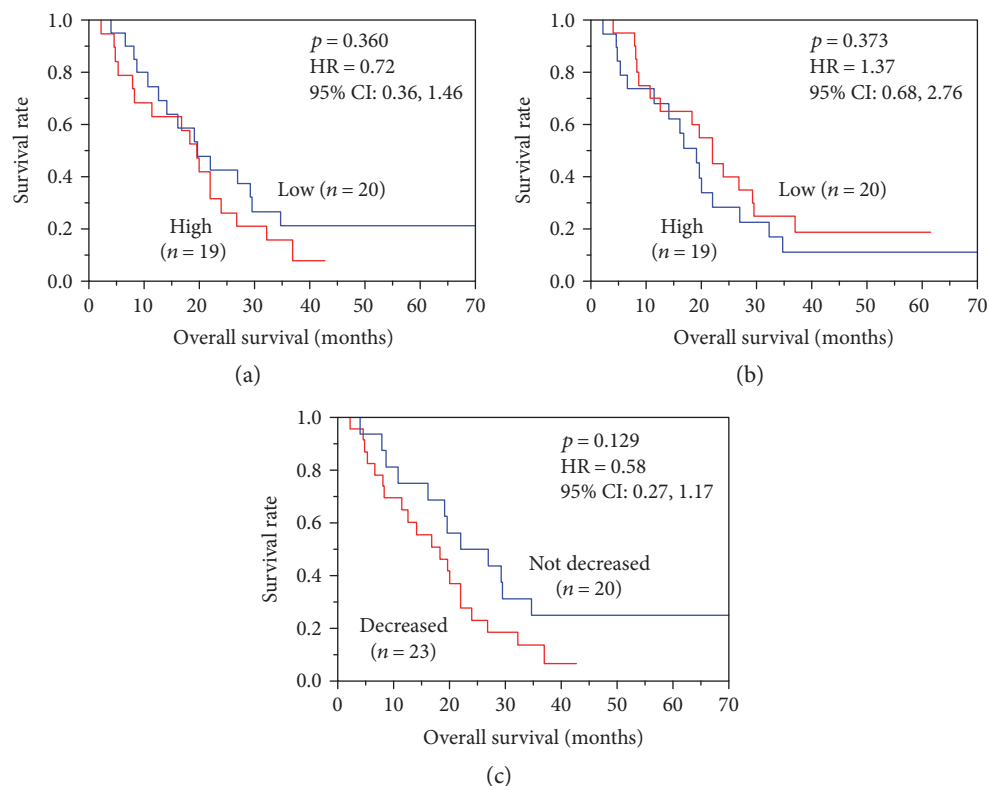 1.0
0.8
0.6
0.4
0.2
0.0
Survival rate
p = 0.360
HR = 0.72
95% CI: 0.36, 1.46
Low (n = 20)
High
(n = 19)
0 10 20 30 40 50 60 70
Overall survival (months)
(a)
1.0
0.8
0.6
0.4
0.2
0.0
Survival rate
p = 0.373
HR = 1.37
95% CI: 0.68, 2.76
Low (n = 20)
High
(n = 19)
0 10 20 30 40 50 60 70
Overall survival (months)
(b)
1.0
0.8
0.6
0.4
0.2
0.0
Survival rate
p = 0.129
HR = 0.58
95% CI: 0.27, 1.17
Not decreased
(n = 20)
Decreased
(n = 23)
0 10 20 30 40 50 60 70
Overall survival (months)
(c)